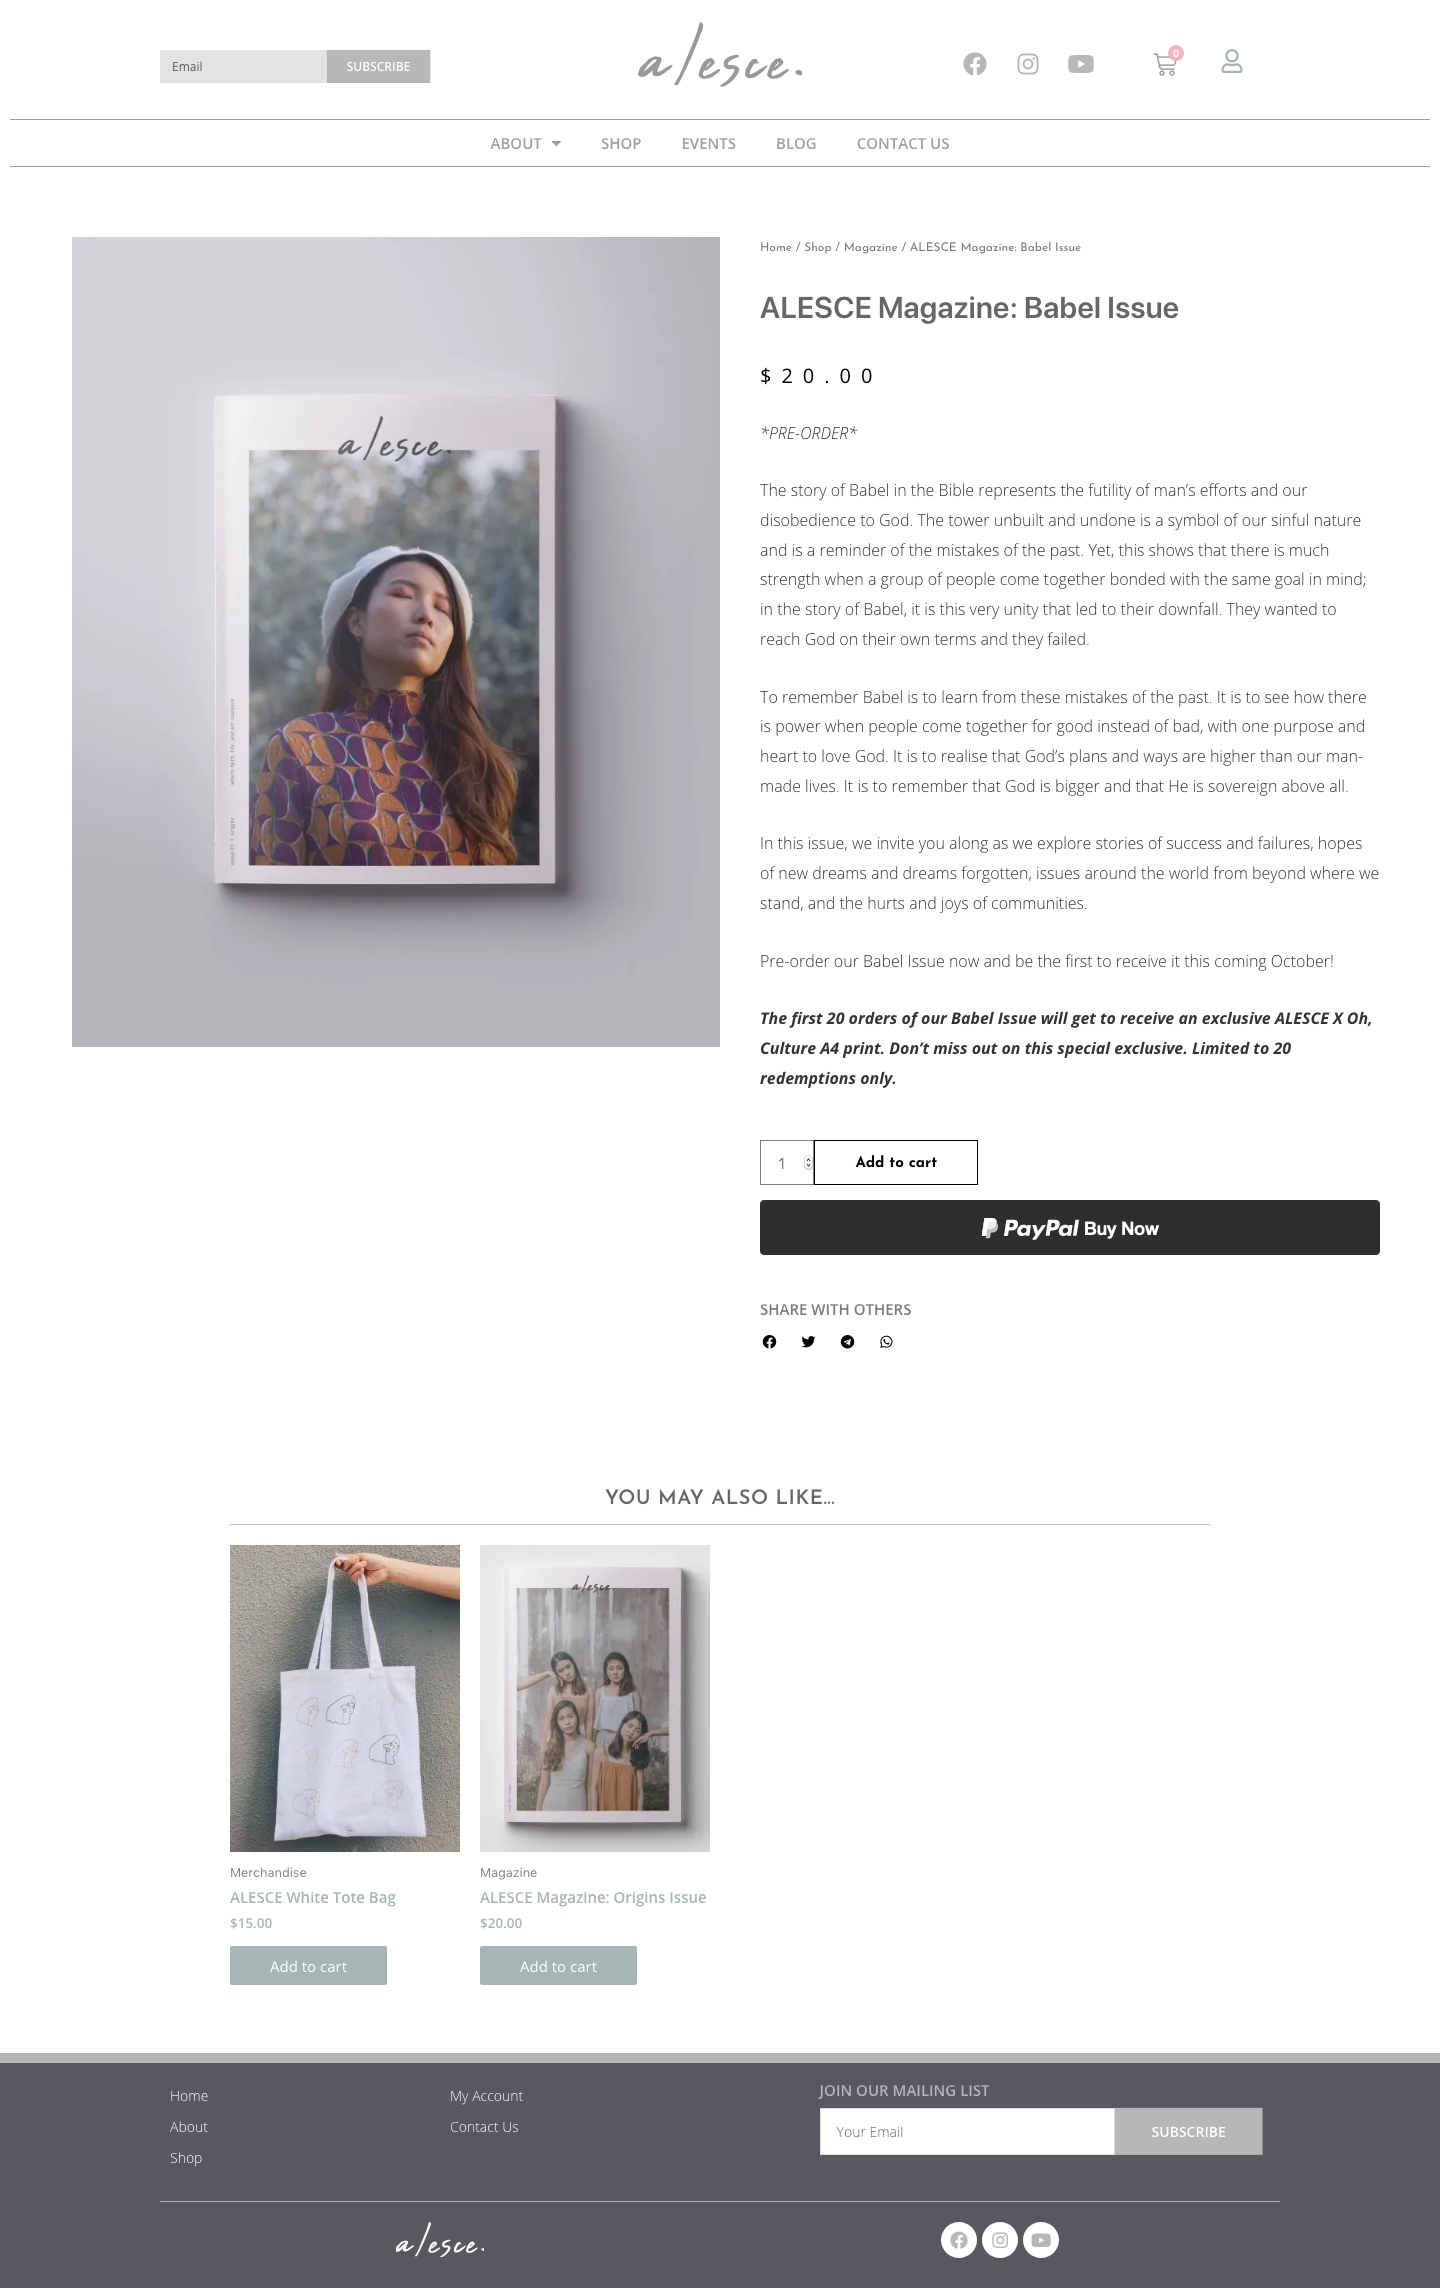 Email
SUBSCRIBE
alesce.
0
ABOUT
SHOP
EVENTS
BLOG
CONTACT US
alesce.
Home / Shop / Magazine / ALESCE Magazine: Babel Issue
ALESCE Magazine: Babel Issue
$20.00
*PRE-ORDER*
The story of Babel in the Bible represents the futility of man’s efforts and our
disobedience to God. The tower unbuilt and undone is a symbol of our sinful nature
and is a reminder of the mistakes of the past. Yet, this shows that there is much
strength when a group of people come together bonded with the same goal in mind;
in the story of Babel, it is this very unity that led to their downfall. They wanted to
reach God on their own terms and they failed.
To remember Babel is to learn from these mistakes of the past. It is to see how there
is power when people come together for good instead of bad, with one purpose and
heart to love God. It is to realise that God’s plans and ways are higher than our man-
made lives. It is to remember that God is bigger and that He is sovereign above all.
In this issue, we invite you along as we explore stories of success and failures, hopes
of new dreams and dreams forgotten, issues around the world from beyond where we
stand, and the hurts and joys of communities.
Pre-order our Babel Issue now and be the first to receive it this coming October!
The first 20 orders of our Babel Issue will get to receive an exclusive ALESCE X Oh,
Culture A4 print. Don’t miss out on this special exclusive. Limited to 20
redemptions only.
1
Add to cart
PayPal Buy Now
SHARE WITH OTHERS
YOU MAY ALSO LIKE…
alesce.
Merchandise
ALESCE White Tote Bag
$15.00
Add to cart
Magazine
ALESCE Magazine: Origins Issue
$20.00
Add to cart
Home
About
Shop
My Account
Contact Us
JOIN OUR MAILING LIST
Your Email
SUBSCRIBE
alesce.